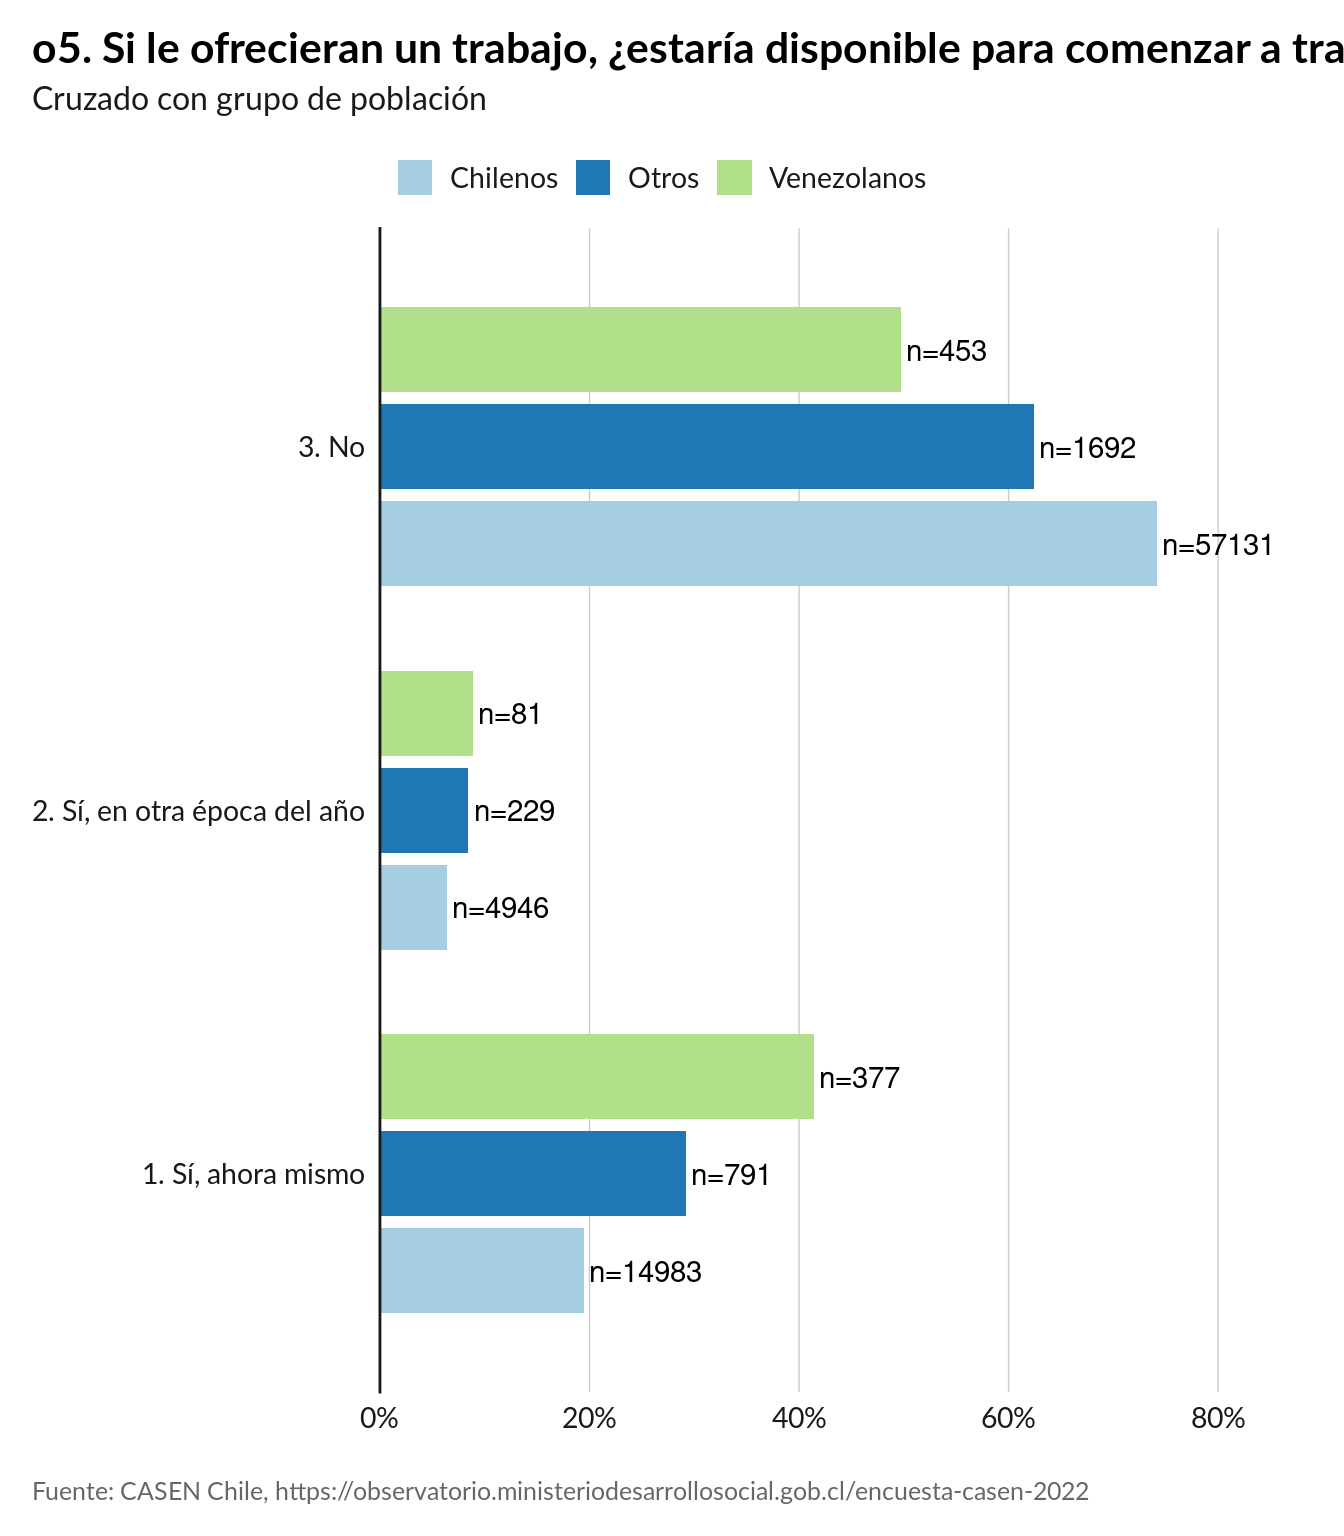 o5. Si le ofrecieran un trabajo, ¿estaría disponible para comenzar a tra
Cruzado con grupo de población
Chilenos Otros Venezolanos
n=453
3. No
n=1692
n=57131
n=81
2. Sí, en otra época del año
n=229
n=4946
n=377
1. Sí, ahora mismo
n=791
n=14983
0% 20% 40% 60% 80%
Fuente: CASEN Chile, https://observatorio.ministeriodesarrollosocial.gob.cl/encuesta-casen-2022